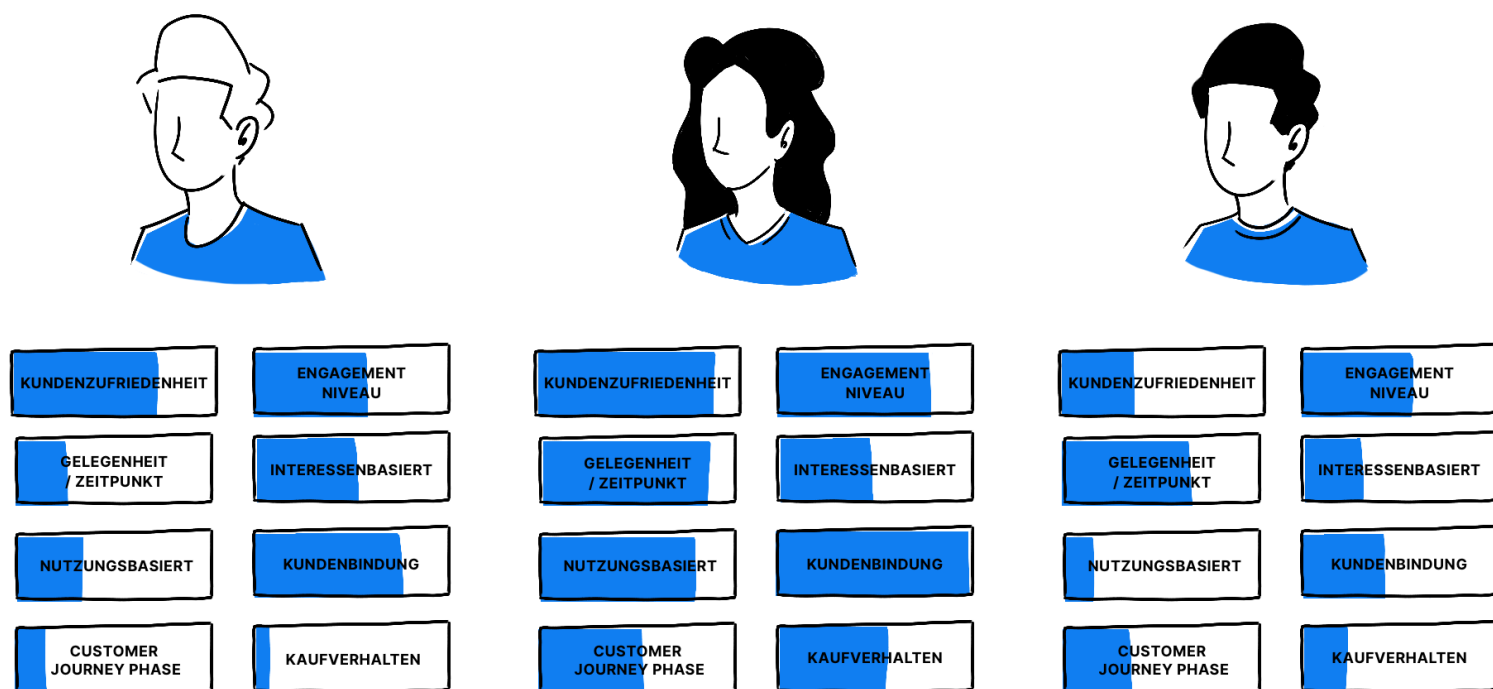 KUNDENZUFRIEDENHEIT
ENGAGEMENT
NIVEAU
GELEGENHEIT
/ ZEITPUNKT
INTERESSENBASIERT
NUTZUNGSBASIERT
KUNDENBINDUNG
CUSTOMER
JOURNEY PHASE
KAUFVERHALTEN
KUNDENZUFRIEDENHEIT
ENGAGEMENT
NIVEAU
GELEGENHEIT
/ ZEITPUNKT
INTERESSENBASIERT
NUTZUNGSBASIERT
KUNDENBINDUNG
CUSTOMER
JOURNEY PHASE
KAUFVERHALTEN
KUNDENZUFRIEDENHEIT
ENGAGEMENT
NIVEAU
GELEGENHEIT
/ ZEITPUNKT
INTERESSENBASIERT
NUTZUNGSBASIERT
KUNDENBINDUNG
CUSTOMER
JOURNEY PHASE
KAUFVERHALTEN